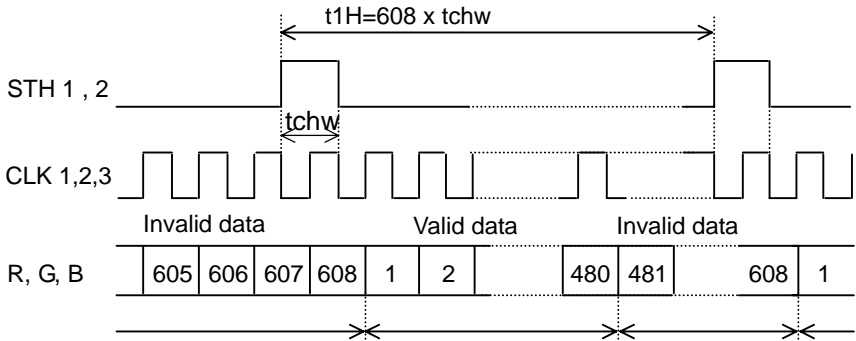 t1H=608 x tchw
STH 1 , 2
tchw
CLK 1,2,3
Invalid data Valid data Invalid data
R, G, B 605 606 607 608 1 2 480 481 608 1